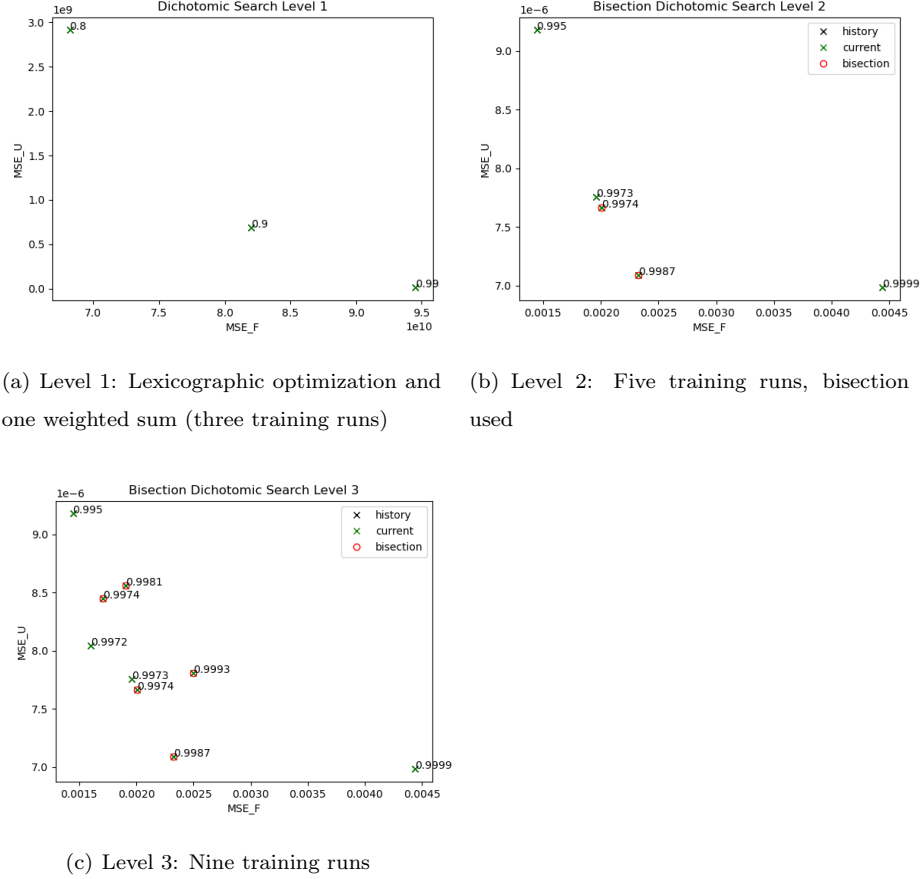 Dichotomic Search Level 1
1e9
3.0
2.5
2.0
1.5
1.0
0.5
0.0
MSE_U
0.8
0.9
0.99
7.0
7.5
8.0
8.5
9.0
9.5
1e10
MSE_F
(a) Level 1: Lexicographic optimization and
one weighted sum (three training runs)
Bisection Dichotomic Search Level 2
1e−6
9.0
8.5
8.0
7.5
7.0
MSE_U
0.995
history
current
bisection
0.9973
0.9974
0.9987
0.9999
0.0015
0.0020
0.0025
0.0030
0.0035
0.0040
0.0045
MSE_F
(b) Level 2: Five training runs, bisection
used
Bisection Dichotomic Search Level 3
1e−6
9.0
8.5
8.0
7.5
7.0
MSE_U
0.995
history
current
bisection
0.9981
0.9974
0.9972
0.9993
0.9973
0.9974
0.9987
0.9999
0.0015
0.0020
0.0025
0.0030
0.0035
0.0040
0.0045
MSE_F
(c) Level 3: Nine training runs